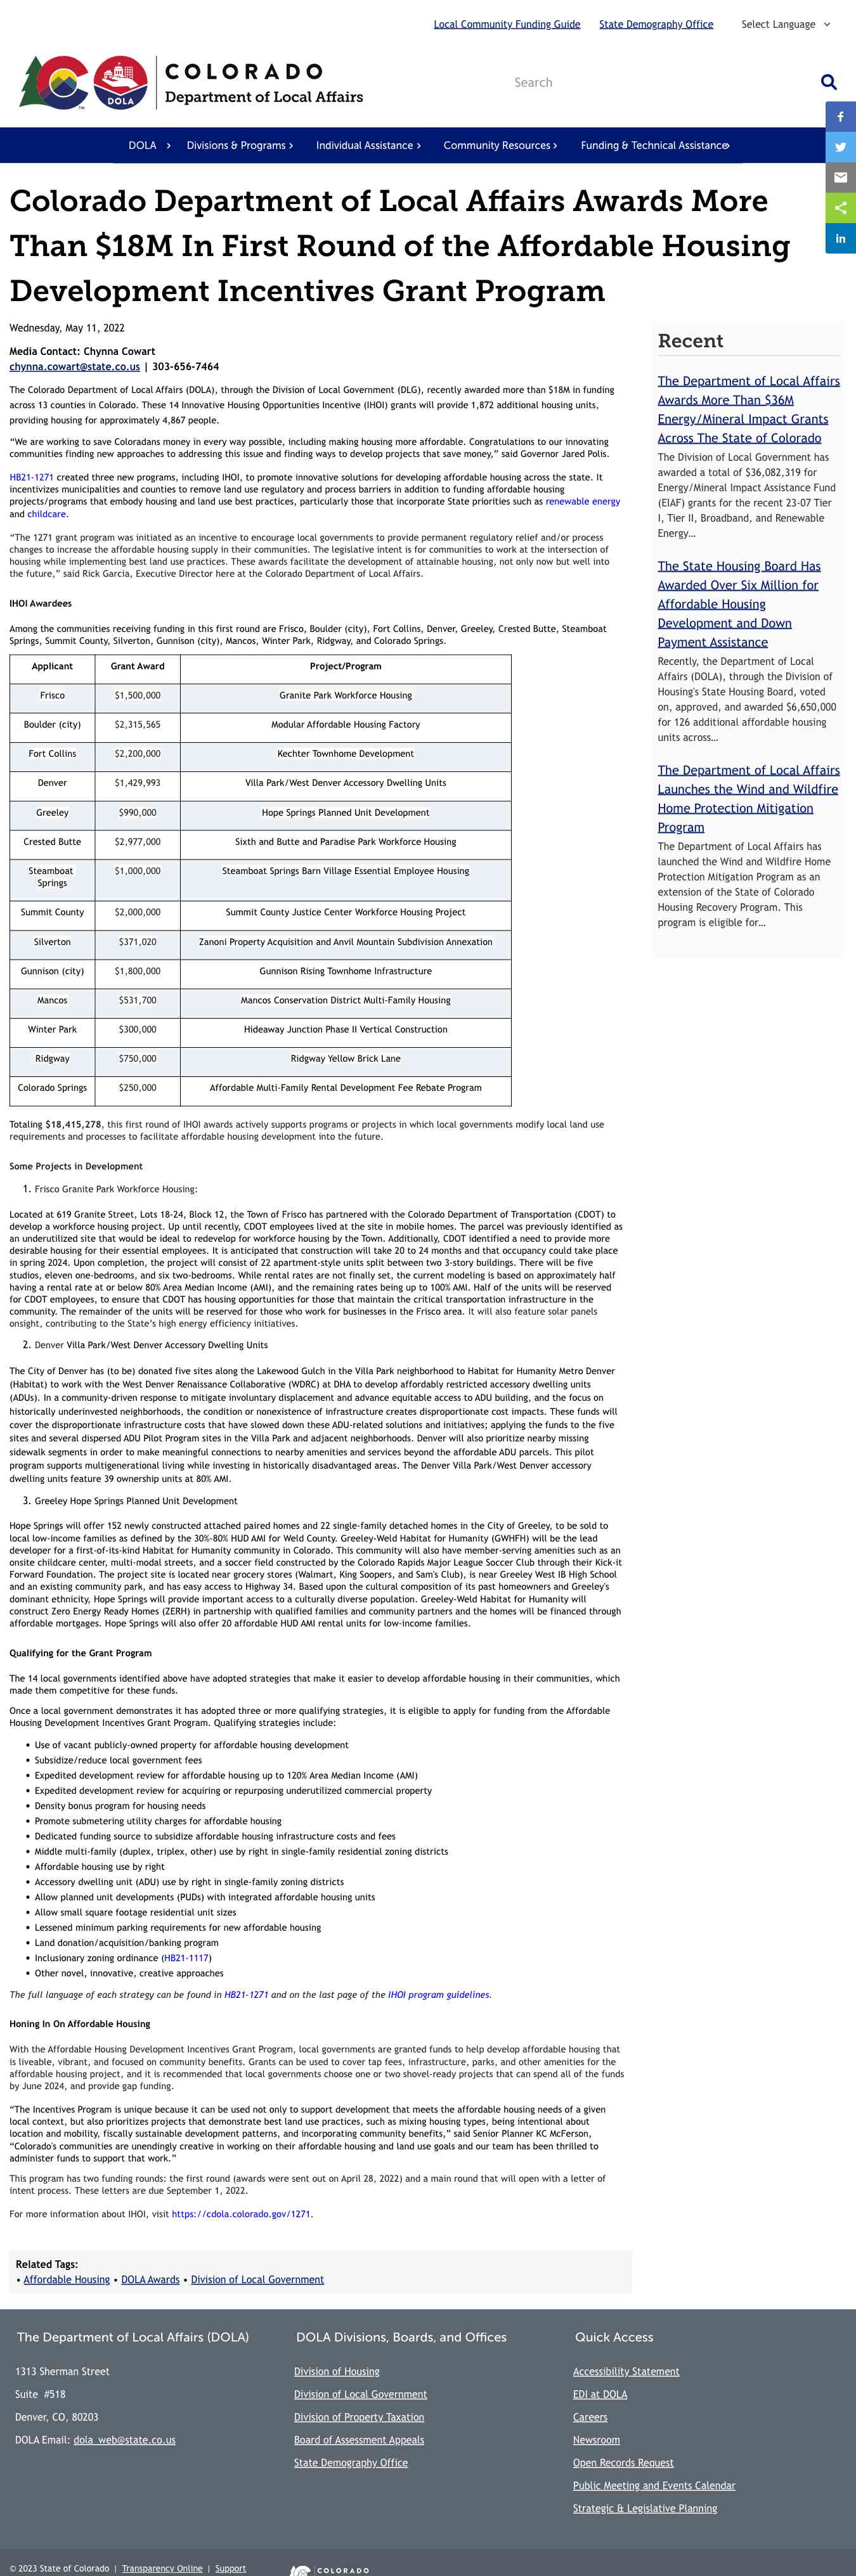 Local Community Funding Guide State Demography Office Select Language
COLORADO
Department of Local Affairs
DOLA
Search
DOLA Divisions & Programs Individual Assistance Community Resources Funding & Technical Assistance
Colorado Department of Local Affairs Awards More
Than $18M In First Round of the Affordable Housing
Development Incentives Grant Program
Wednesday, May 11, 2022
Media Contact: Chynna Cowart
chynna.cowart@state.co.us | 303-656-7464
The Colorado Department of Local Affairs (DOLA), through the Division of Local Government (DLG), recently awarded more than $18M in funding
across 13 counties in Colorado. These 14 Innovative Housing Opportunities Incentive (IHOI) grants will provide 1,872 additional housing units,
providing housing for approximately 4,867 people.
“We are working to save Coloradans money in every way possible, including making housing more affordable. Congratulations to our innovating
communities finding new approaches to addressing this issue and finding ways to develop projects that save money,” said Governor Jared Polis.
HB21-1271 created three new programs, including IHOI, to promote innovative solutions for developing affordable housing across the state. It
incentivizes municipalities and counties to remove land use regulatory and process barriers in addition to funding affordable housing
projects/programs that embody housing and land use best practices, particularly those that incorporate State priorities such as renewable energy
and childcare.
“The 1271 grant program was initiated as an incentive to encourage local governments to provide permanent regulatory relief and/or process
changes to increase the affordable housing supply in their communities. The legislative intent is for communities to work at the intersection of
housing while implementing best land use practices. These awards facilitate the development of attainable housing, not only now but well into
the future,” said Rick Garcia, Executive Director here at the Colorado Department of Local Affairs.
IHOI Awardees
Among the communities receiving funding in this first round are Frisco, Boulder (city), Fort Collins, Denver, Greeley, Crested Butte, Steamboat
Springs, Summit County, Silverton, Gunnison (city), Mancos, Winter Park, Ridgway, and Colorado Springs.
Applicant Grant Award Project/Program
Frisco $1,500,000 Granite Park Workforce Housing
Boulder (city) $2,315,565 Modular Affordable Housing Factory
Fort Collins $2,200,000 Kechter Townhome Development
Denver $1,429,993 Villa Park/West Denver Accessory Dwelling Units
Greeley $990,000 Hope Springs Planned Unit Development
Crested Butte $2,977,000 Sixth and Butte and Paradise Park Workforce Housing
Steamboat $1,000,000 Steamboat Springs Barn Village Essential Employee Housing
Springs
Summit County $2,000,000 Summit County Justice Center Workforce Housing Project
Silverton $371,020 Zanoni Property Acquisition and Anvil Mountain Subdivision Annexation
Gunnison (city) $1,800,000 Gunnison Rising Townhome Infrastructure
Mancos $531,700 Mancos Conservation District Multi-Family Housing
Winter Park $300,000 Hideaway Junction Phase II Vertical Construction
Ridgway $750,000 Ridgway Yellow Brick Lane
Colorado Springs $250,000 Affordable Multi-Family Rental Development Fee Rebate Program
Totaling $18,415,278, this first round of IHOI awards actively supports programs or projects in which local governments modify local land use
requirements and processes to facilitate affordable housing development into the future.
Some Projects in Development
1. Frisco Granite Park Workforce Housing:
Located at 619 Granite Street, Lots 18-24, Block 12, the Town of Frisco has partnered with the Colorado Department of Transportation (CDOT) to
develop a workforce housing project. Up until recently, CDOT employees lived at the site in mobile homes. The parcel was previously identified as
an underutilized site that would be ideal to redevelop for workforce housing by the Town. Additionally, CDOT identified a need to provide more
desirable housing for their essential employees. It is anticipated that construction will take 20 to 24 months and that occupancy could take place
in spring 2024. Upon completion, the project will consist of 22 apartment-style units split between two 3-story buildings. There will be five
studios, eleven one-bedrooms, and six two-bedrooms. While rental rates are not finally set, the current modeling is based on approximately half
having a rental rate at or below 80% Area Median Income (AMI), and the remaining rates being up to 100% AMI. Half of the units will be reserved
for CDOT employees, to ensure that CDOT has housing opportunities for those that maintain the critical transportation infrastructure in the
community. The remainder of the units will be reserved for those who work for businesses in the Frisco area. It will also feature solar panels
onsight, contributing to the State’s high energy efficiency initiatives.
2. Denver Villa Park/West Denver Accessory Dwelling Units
The City of Denver has (to be) donated five sites along the Lakewood Gulch in the Villa Park neighborhood to Habitat for Humanity Metro Denver
(Habitat) to work with the West Denver Renaissance Collaborative (WDRC) at DHA to develop affordably restricted accessory dwelling units
(ADUs). In a community-driven response to mitigate involuntary displacement and advance equitable access to ADU building, and the focus on
historically underinvested neighborhoods, the condition or nonexistence of infrastructure creates disproportionate cost impacts. These funds will
cover the disproportionate infrastructure costs that have slowed down these ADU-related solutions and initiatives; applying the funds to the five
sites and several dispersed ADU Pilot Program sites in the Villa Park and adjacent neighborhoods. Denver will also prioritize nearby missing
sidewalk segments in order to make meaningful connections to nearby amenities and services beyond the affordable ADU parcels. This pilot
program supports multigenerational living while investing in historically disadvantaged areas. The Denver Villa Park/West Denver accessory
dwelling units feature 39 ownership units at 80% AMI.
3. Greeley Hope Springs Planned Unit Development
Hope Springs will offer 152 newly constructed attached paired homes and 22 single-family detached homes in the City of Greeley, to be sold to
local low-income families as defined by the 30%-80% HUD AMI for Weld County. Greeley-Weld Habitat for Humanity (GWHFH) will be the lead
developer for a first-of-its-kind Habitat for Humanity community in Colorado. This community will also have member-serving amenities such as an
onsite childcare center, multi-modal streets, and a soccer field constructed by the Colorado Rapids Major League Soccer Club through their Kick-it
Forward Foundation. The project site is located near grocery stores (Walmart, King Soopers, and Sam's Club), is near Greeley West IB High School
and an existing community park, and has easy access to Highway 34. Based upon the cultural composition of its past homeowners and Greeley's
dominant ethnicity, Hope Springs will provide important access to a culturally diverse population. Greeley-Weld Habitat for Humanity will
construct Zero Energy Ready Homes (ZERH) in partnership with qualified families and community partners and the homes will be financed through
affordable mortgages. Hope Springs will also offer 20 affordable HUD AMI rental units for low-income families.
Qualifying for the Grant Program
The 14 local governments identified above have adopted strategies that make it easier to develop affordable housing in their communities, which
made them competitive for these funds.
Once a local government demonstrates it has adopted three or more qualifying strategies, it is eligible to apply for funding from the Affordable
Housing Development Incentives Grant Program. Qualifying strategies include:
• Use of vacant publicly-owned property for affordable housing development
• Subsidize/reduce local government fees
• Expedited development review for affordable housing up to 120% Area Median Income (AMI)
• Expedited development review for acquiring or repurposing underutilized commercial property
• Density bonus program for housing needs
• Promote submetering utility charges for affordable housing
• Dedicated funding source to subsidize affordable housing infrastructure costs and fees
• Middle multi-family (duplex, triplex, other) use by right in single-family residential zoning districts
• Affordable housing use by right
• Accessory dwelling unit (ADU) use by right in single-family zoning districts
• Allow planned unit developments (PUDs) with integrated affordable housing units
• Allow small square footage residential unit sizes
• Lessened minimum parking requirements for new affordable housing
• Land donation/acquisition/banking program
• Inclusionary zoning ordinance (HB21-1117)
• Other novel, innovative, creative approaches
The full language of each strategy can be found in HB21-1271 and on the last page of the IHOI program guidelines.
Honing In On Affordable Housing
With the Affordable Housing Development Incentives Grant Program, local governments are granted funds to help develop affordable housing that
is liveable, vibrant, and focused on community benefits. Grants can be used to cover tap fees, infrastructure, parks, and other amenities for the
affordable housing project, and it is recommended that local governments choose one or two shovel-ready projects that can spend all of the funds
by June 2024, and provide gap funding.
“The Incentives Program is unique because it can be used not only to support development that meets the affordable housing needs of a given
local context, but also prioritizes projects that demonstrate best land use practices, such as mixing housing types, being intentional about
location and mobility, fiscally sustainable development patterns, and incorporating community benefits,” said Senior Planner KC McFerson,
“Colorado's communities are unendingly creative in working on their affordable housing and land use goals and our team has been thrilled to
administer funds to support that work.”
This program has two funding rounds: the first round (awards were sent out on April 28, 2022) and a main round that will open with a letter of
intent process. These letters are due September 1, 2022.
For more information about IHOI, visit https://cdola.colorado.gov/1271.
Related Tags:
• Affordable Housing • DOLA Awards • Division of Local Government
Recent
The Department of Local Affairs
Awards More Than $36M
Energy/Mineral Impact Grants
Across The State of Colorado
The Division of Local Government has
awarded a total of $36,082,319 for
Energy/Mineral Impact Assistance Fund
(EIAF) grants for the recent 23-07 Tier
I, Tier II, Broadband, and Renewable
Energy...
The State Housing Board Has
Awarded Over Six Million for
Affordable Housing
Development and Down
Payment Assistance
Recently, the Department of Local
Affairs (DOLA), through the Division of
Housing's State Housing Board, voted
on, approved, and awarded $6,650,000
for 126 additional affordable housing
units across...
The Department of Local Affairs
Launches the Wind and Wildfire
Home Protection Mitigation
Program
The Department of Local Affairs has
launched the Wind and Wildfire Home
Protection Mitigation Program as an
extension of the State of Colorado
Housing Recovery Program. This
program is eligible for...
The Department of Local Affairs (DOLA)
1313 Sherman Street
Suite #518
Denver, CO, 80203
DOLA Email: dola_web@state.co.us
DOLA Divisions, Boards, and Offices
Division of Housing
Division of Local Government
Division of Property Taxation
Board of Assessment Appeals
State Demography Office
Quick Access
Accessibility Statement
EDI at DOLA
Careers
Newsroom
Open Records Request
Public Meeting and Events Calendar
Strategic & Legislative Planning
© 2023 State of Colorado | Transparency Online | Support
COLORADO